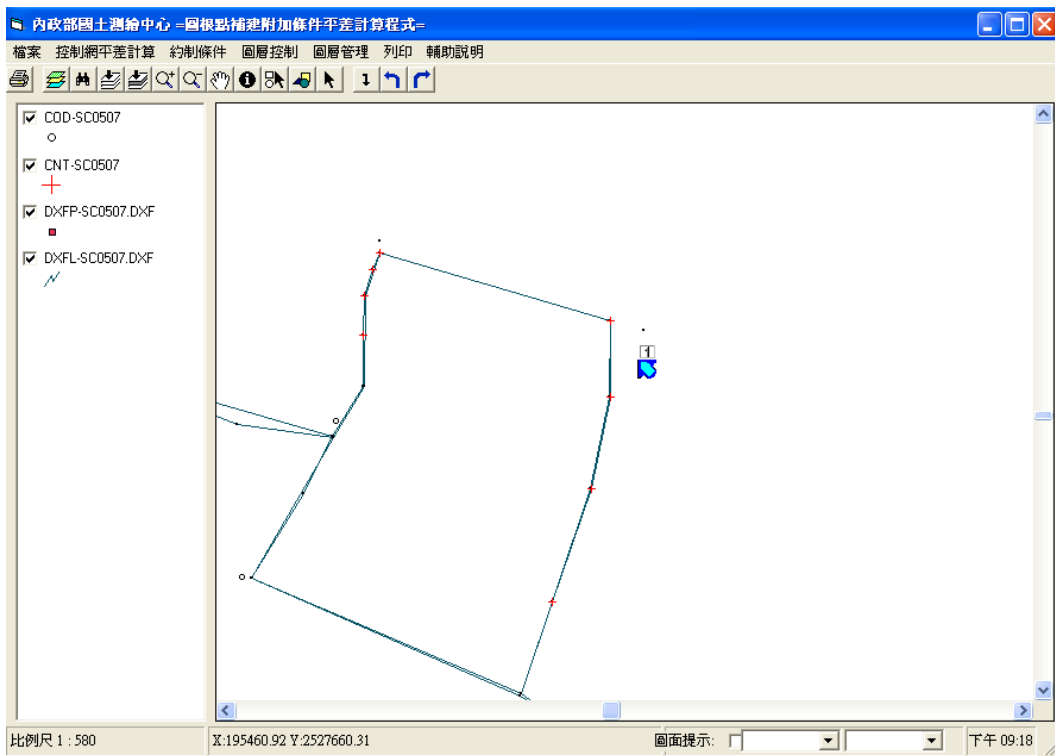 內政部國土測繪中心 =圖根點補建附加條件平差計算程式=
檔案 控制網平差計算 約制條件 圖層控制 圖層管理 列印 輔助說明
COD-SC0507
CNT-SC0507
DXFP-SC0507.DXF
DXFL-SC0507.DXF
1
比例尺 1 : 580
X:195460.92 Y:2527660.31
圖面提示:
下午 09:18